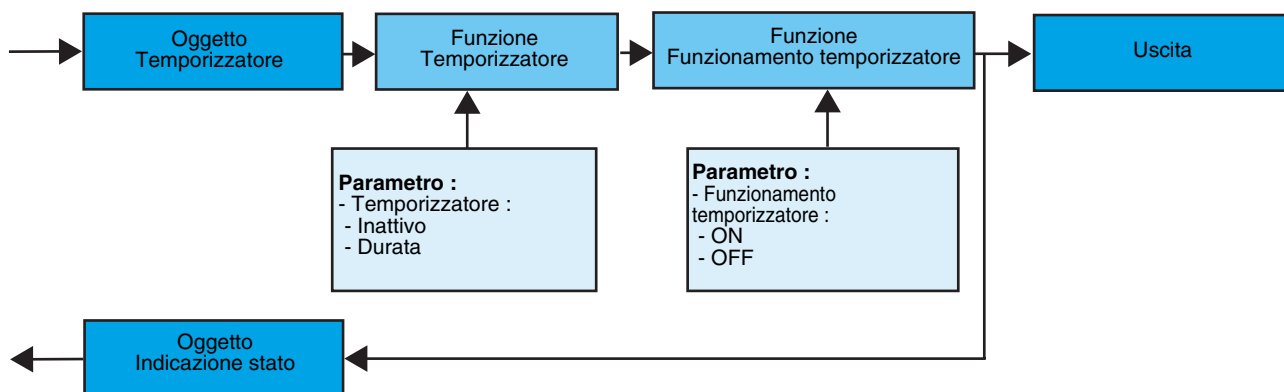 Oggetto
Temporizzatore
Funzione
Temporizzatore
Funzione
Funzionamento temporizzatore
Uscita
Parametro :
- Temporizzatore :
- Inattivo
- Durata
Parametro :
- Funzionamento
temporizzatore :
- ON
- OFF
Oggetto
Indicazione stato